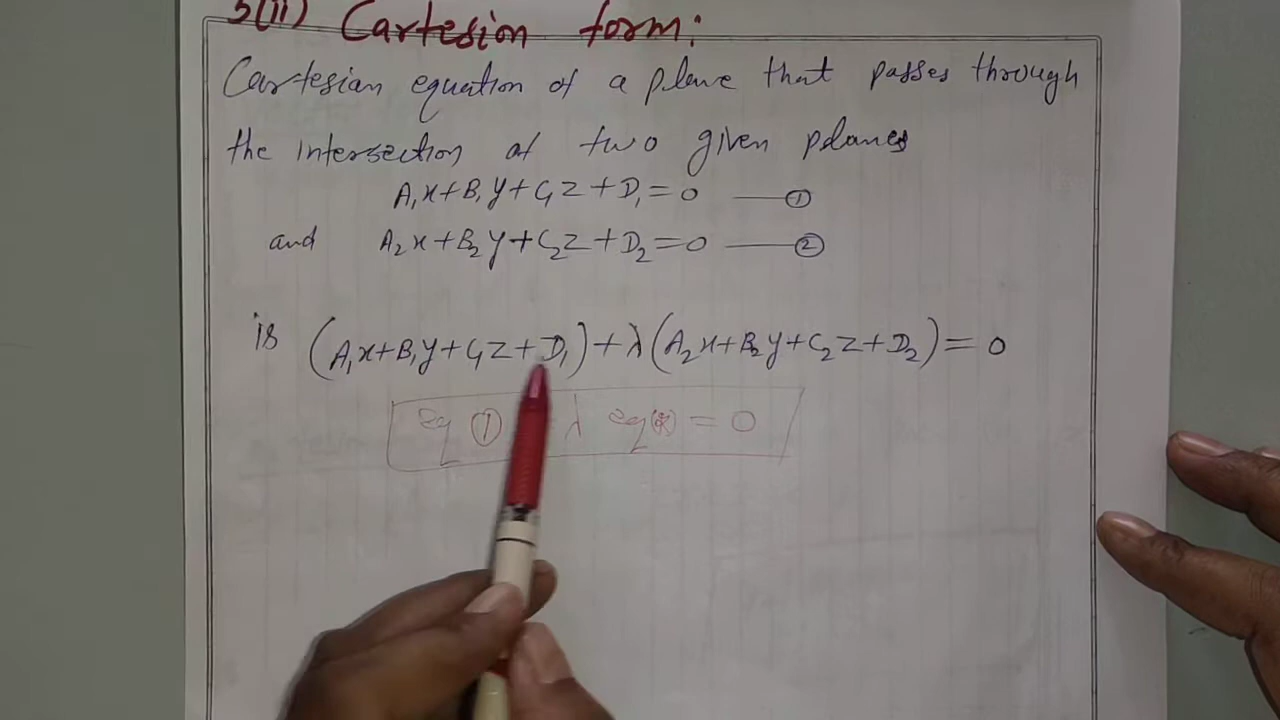 5(ii) Cartesion form:
Cartesian equation of a plane that passes through
the intersection of two given planes
A₁x+B₁y+C₁z+D₁=0 —①
and A₂x+B₂y+C₂z+D₂=0 —②
is (A₁x+B₁y+C₁z+D₁)+λ(A₂x+B₂y+C₂z+D₂)=0
eq ① λ eq = 0